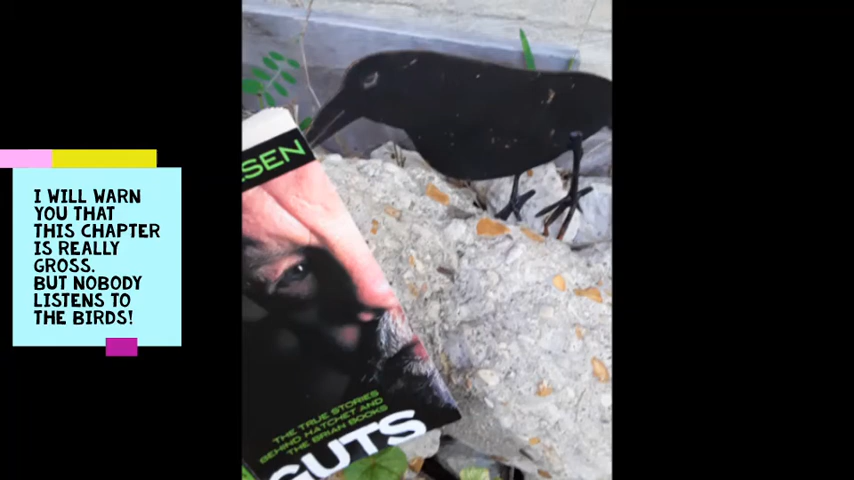 I WILL WARN
YOU THAT
THIS CHAPTER
IS REALLY
GROSS.
BUT NOBODY
LISTENS TO
THE BIRDS!
LSEN
THE TRUE STORIES
BEHIND HATCHET AND
THE BRIAN BOOKS
GUTS